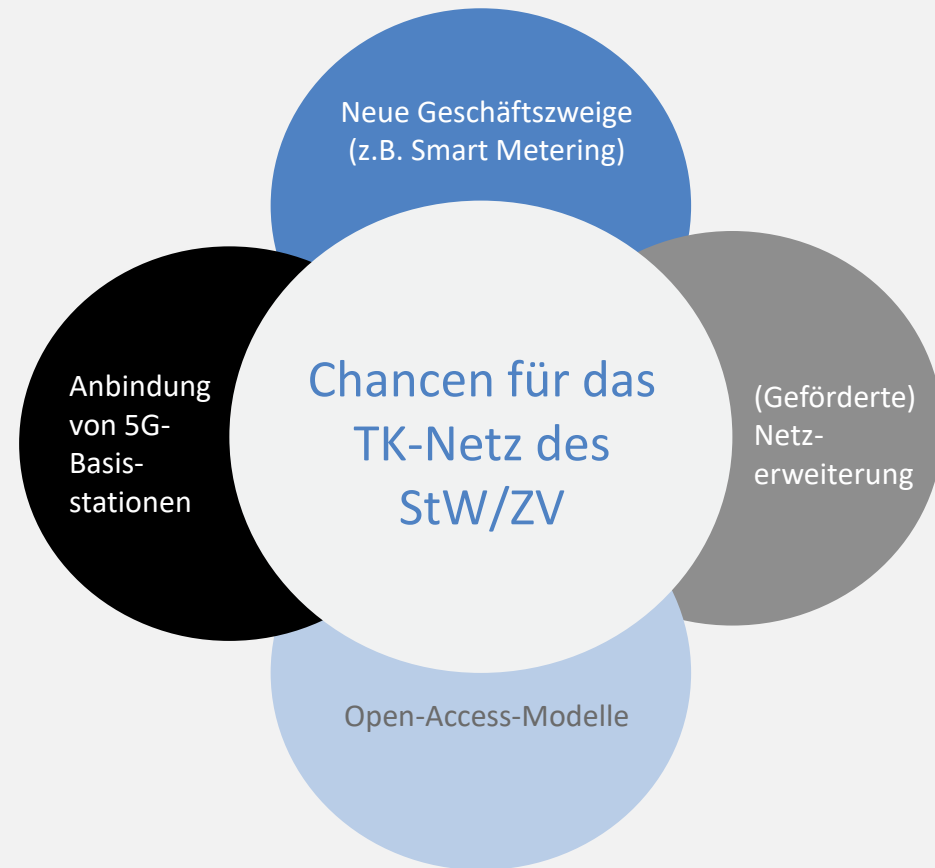 Neue Geschäftszweige
(z.B. Smart Metering)
Anbindung
von 5G-
Basis-
stationen
Chancen für das
TK-Netz des
StW/ZV
(Geförderte)
Netz-
erweiterung
Open-Access-Modelle